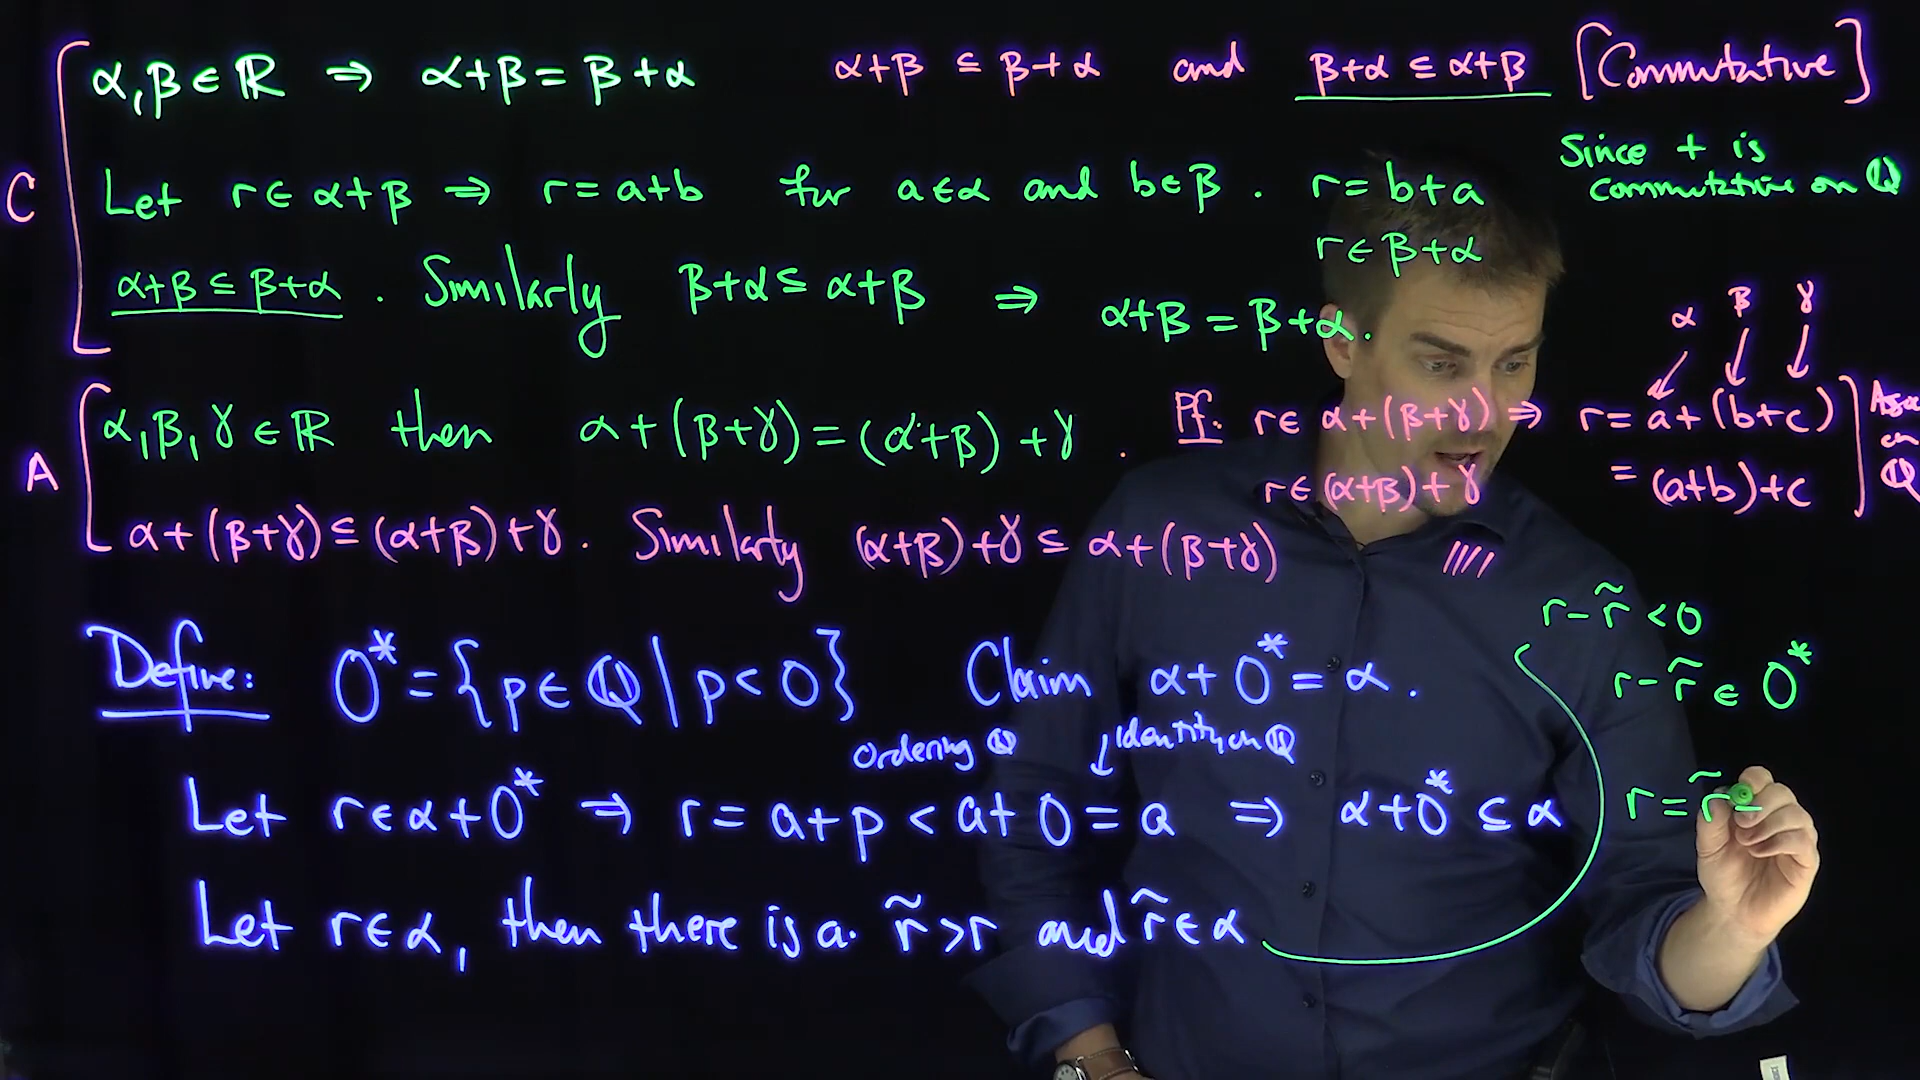 C
α,β∈ℝ ⇒ α+β=β+α α+β ⊆ β+α and β+α ⊆ α+β [Commutative]
Let r∈α+β ⇒ r=a+b for a∈α and b∈β. r=b+a
Since + is
commutative on ℚ
r∈β+α
α+β⊆β+α. Similarly β+α⊆α+β ⇒ α+β=β+α.
A
α,β,γ∈ℝ then α+(β+γ)=(α+β)+γ.
α β γ
Pf: r∈α+(β+γ) ⇒ r=a+(b+c)
r∈(α+β)+γ =(a+b)+c
on
ℚ
α+(β+γ)⊆(α+β)+γ. Similarly (α+β)+γ⊆α+(β+γ) ////
Define: 0*={p∈ℚ|p<0} Claim α+0*=α.
Ordering ℚ Identity on ℚ
Let r∈α+0* ⇒ r=a+p<a+0=a ⇒ α+0*⊆α
Let r∈α, then there is a r̃>r and r̃∈α
r-r̃<0
r-r̃∈0*
r=r̃